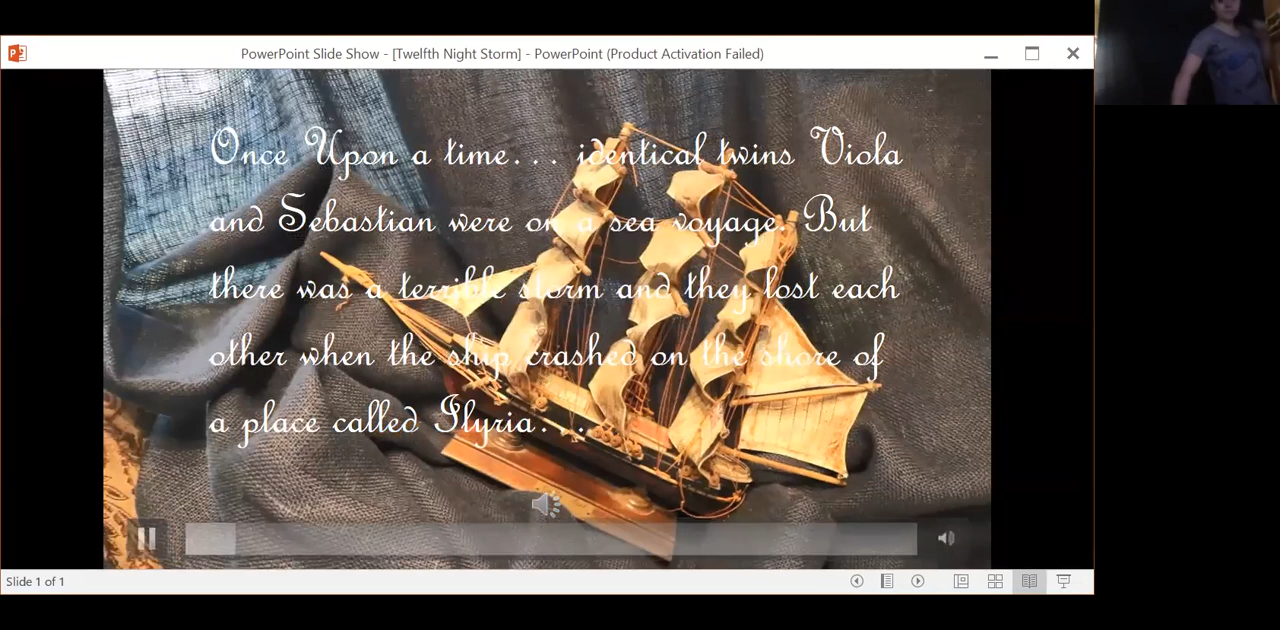 PowerPoint Slide Show - [Twelfth Night Storm] - PowerPoint (Product Activation Failed)
Once Upon a time... identical twins Viola
and Sebastian were on a sea voyage. But
there was a terrible storm and they lost each
other when the ship crashed on the shore of
a place called Ilyria...
Slide 1 of 1